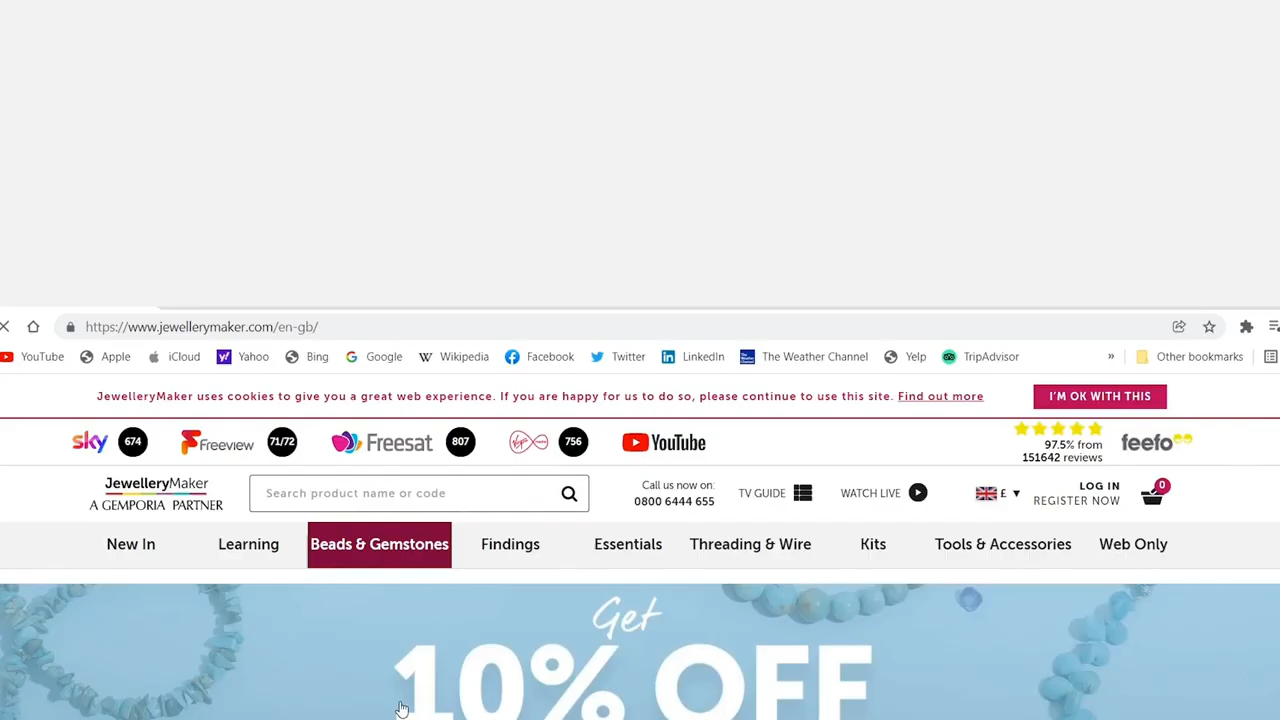 https://www.jewellerymaker.com/en-gb/
YouTube Apple iCloud Yahoo Bing Google Wikipedia Facebook Twitter LinkedIn The Weather Channel Yelp TripAdvisor » Other bookmarks
JewelleryMaker uses cookies to give you a great web experience. If you are happy for us to do so, please continue to use this site. Find out more I'M OK WITH THIS
sky 674 Freeview 71/72 Freesat 807 Virgin media 756 YouTube
97.5% from
151642 reviews
feefo
JewelleryMaker
A GEMPORIA PARTNER
Search product name or code
Call us now on:
0800 6444 655
TV GUIDE
WATCH LIVE
£
LOG IN
REGISTER NOW
0
New In Learning Beads & Gemstones Findings Essentials Threading & Wire Kits Tools & Accessories Web Only
Get
10% OFF